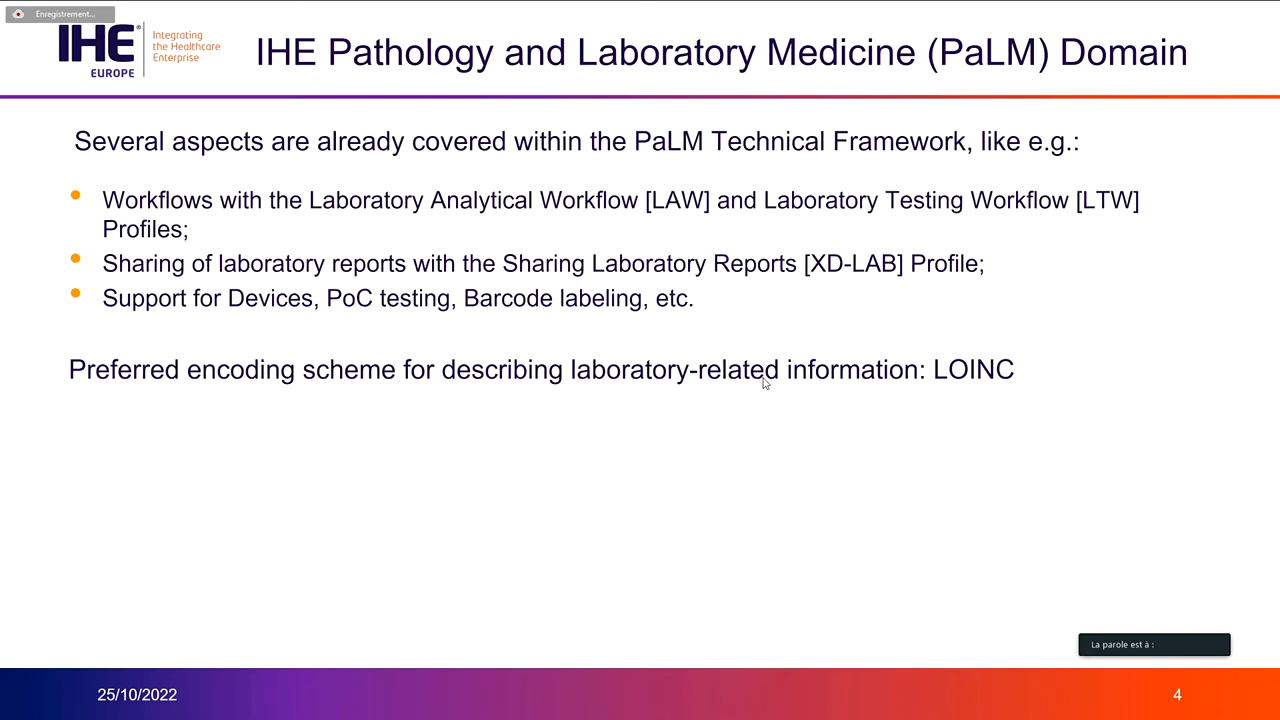 Enregistrement...
IHE®
EUROPE
Integrating
the Healthcare
Enterprise
IHE Pathology and Laboratory Medicine (PaLM) Domain
Several aspects are already covered within the PaLM Technical Framework, like e.g.:
• Workflows with the Laboratory Analytical Workflow [LAW] and Laboratory Testing Workflow [LTW]
Profiles;
• Sharing of laboratory reports with the Sharing Laboratory Reports [XD-LAB] Profile;
• Support for Devices, PoC testing, Barcode labeling, etc.
Preferred encoding scheme for describing laboratory-related information: LOINC
La parole est à :
25/10/2022
4